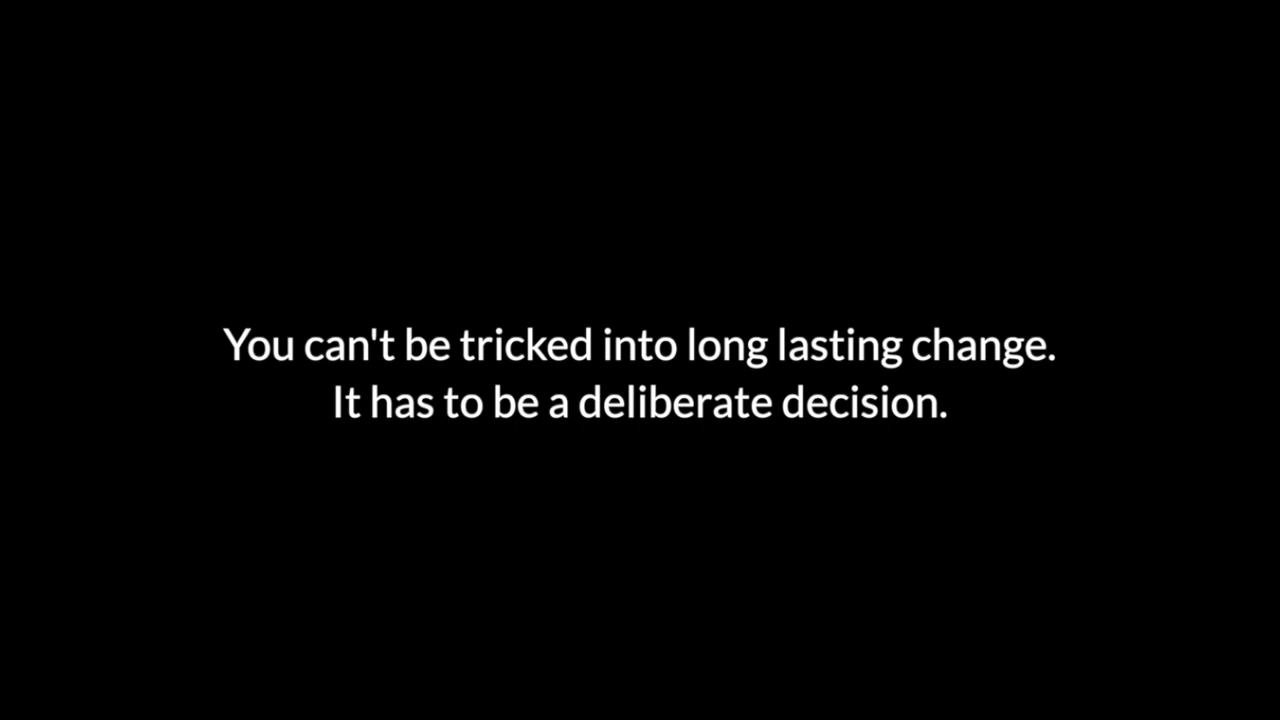 You can't be tricked into long lasting change.
It has to be a deliberate decision.